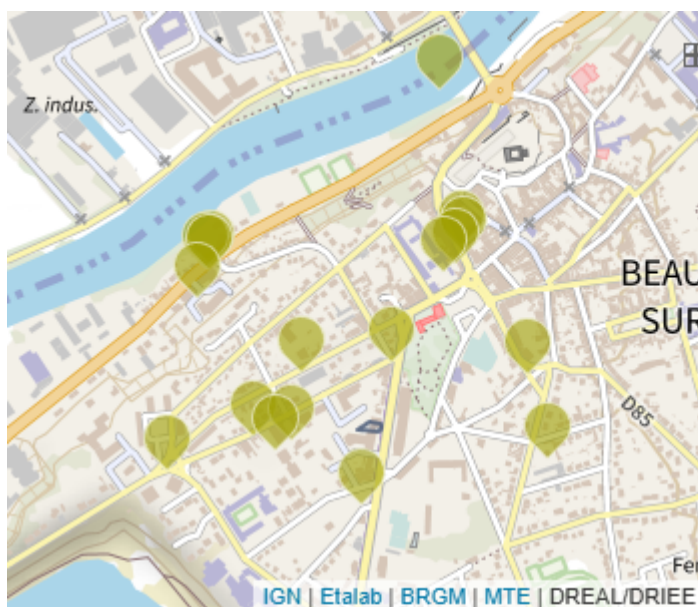 Z. indus.
BEAU
SUR
D85
Fer
IGN | Etalab | BRGM | MTE | DREAL/DRIEE